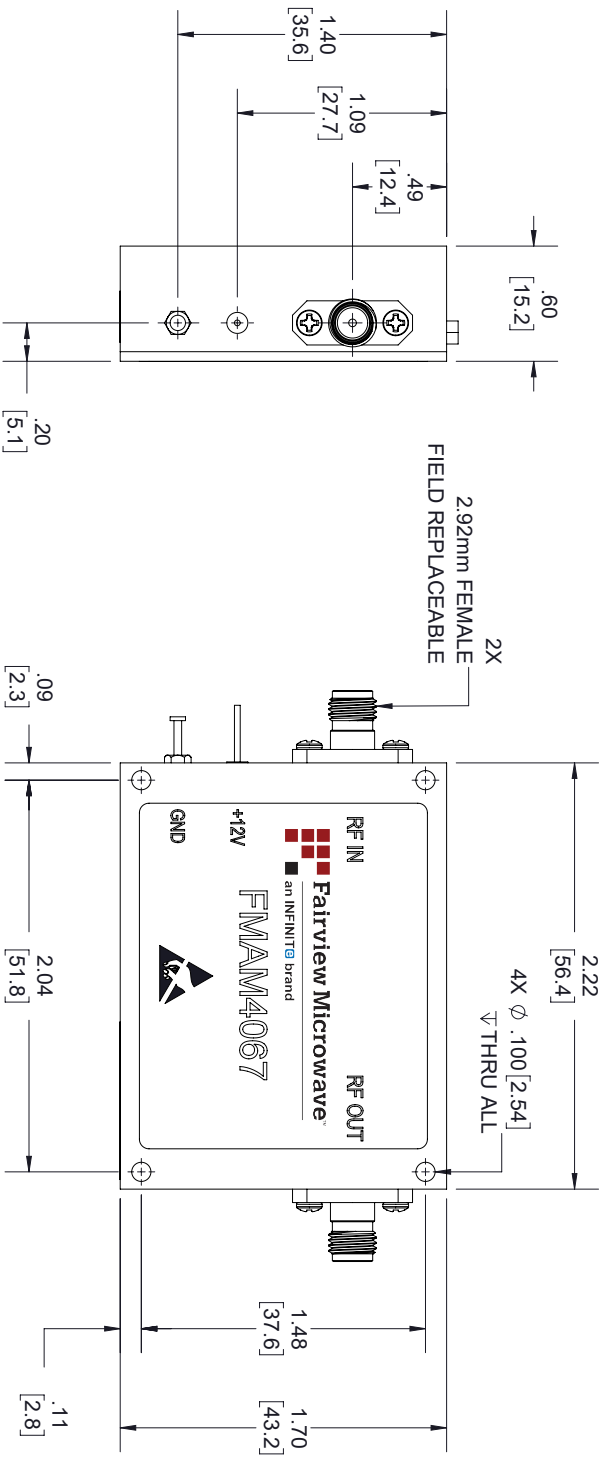 1.40
[35.6]
1.09
[27.7]
.49
[12.4]
.60
[15.2]
.20
[5.1]
2X
2.92mm FEMALE
FIELD REPLACEABLE
2.22
[56.4]
4X ⌀ .100 [2.54]
↧ THRU ALL
RF IN
RF OUT
Fairview Microwave™
an INFINITe brand
FMAM4067
+12V
GND
.09
[2.3]
2.04
[51.8]
1.48
[37.6]
1.70
[43.2]
.11
[2.8]